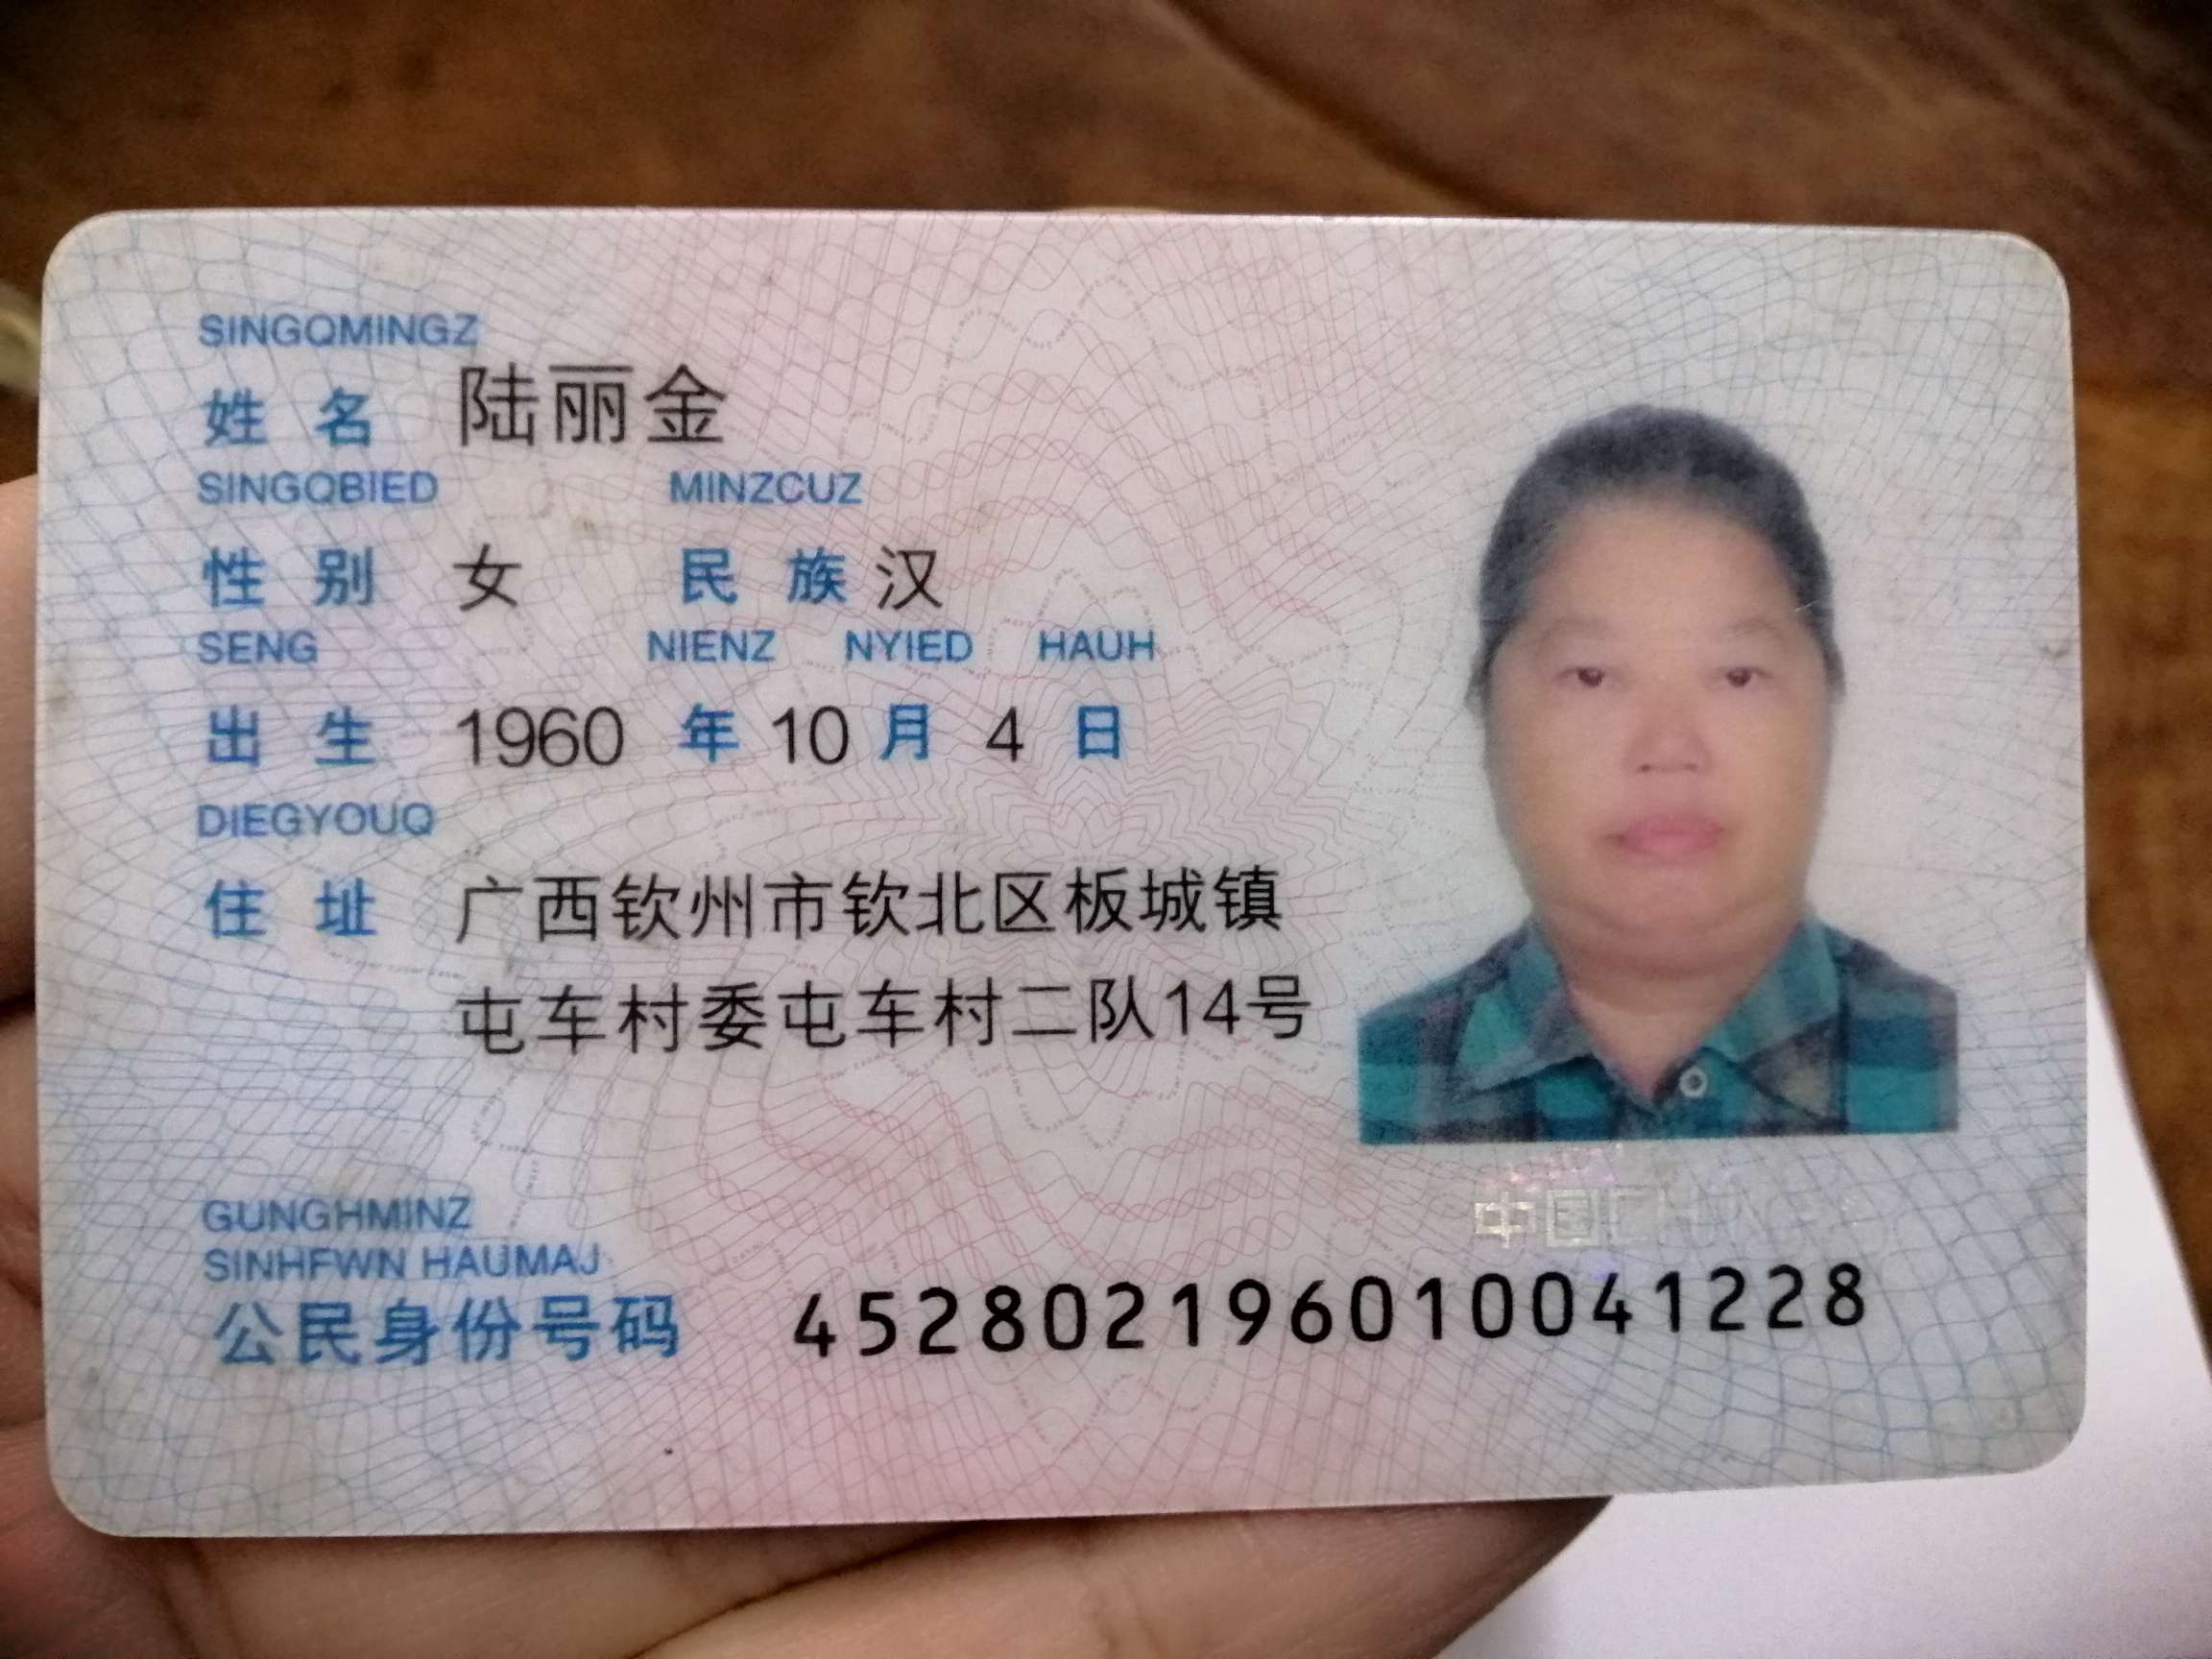 SINGQMINGZ
姓 名 陆丽金
SINGQBIED MINZCUZ
性 别 女 民 族 汉
SENG NIENZ NYIED HAUH
出 生 1960 年 10 月 4 日
DIEGYOUQ
住 址 广西钦州市钦北区板城镇
屯车村委屯车村二队14号
中国CHINA
GUNGHMINZ
SINHFWN HAUMAJ
公民身份号码 452802196010041228